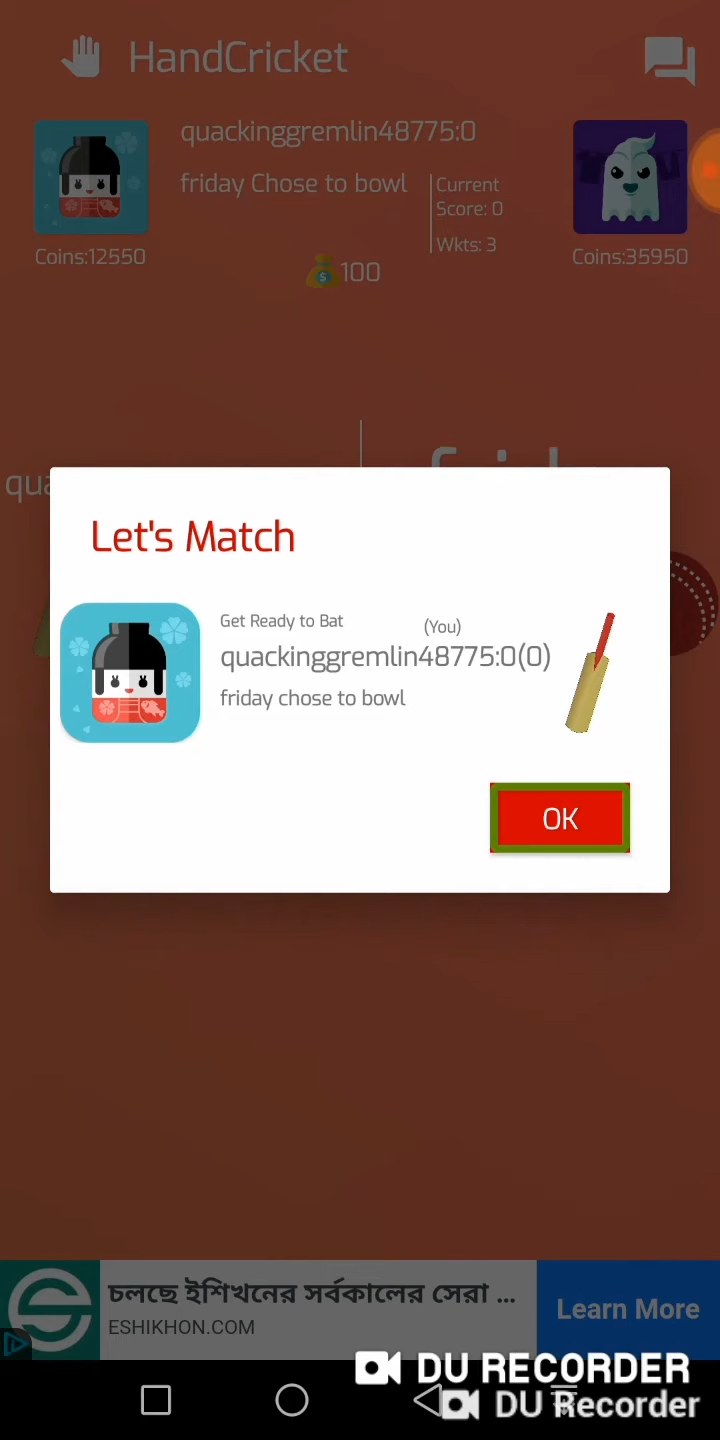 HandCricket
quackinggremlin48775:0
friday Chose to bowl
Current
Score: 0
Wkts: 3
Coins:12550
100
Coins:35950
qua
Let's Match
Get Ready to Bat
(You)
quackinggremlin48775:0(0)
friday chose to bowl
OK
চলছে ইশিখনের সর্বকালের সেরা ...
ESHIKHON.COM
Learn More
DU RECORDER
DU Recorder